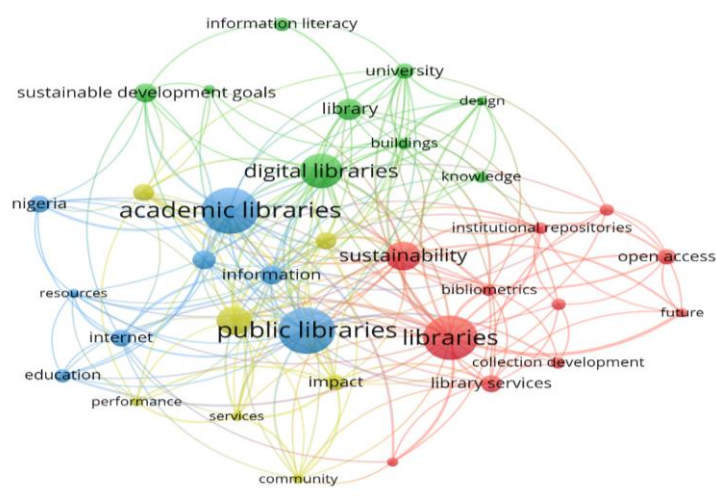 information literacy
university
sustainable development goals
design
library
buildings
digital libraries
knowledge
nigeria
academic libraries
institutional repositories
sustainability
open access
information
bibliometrics
resources
future
public libraries
libraries
internet
collection development
education
impact
library services
performance
services
community